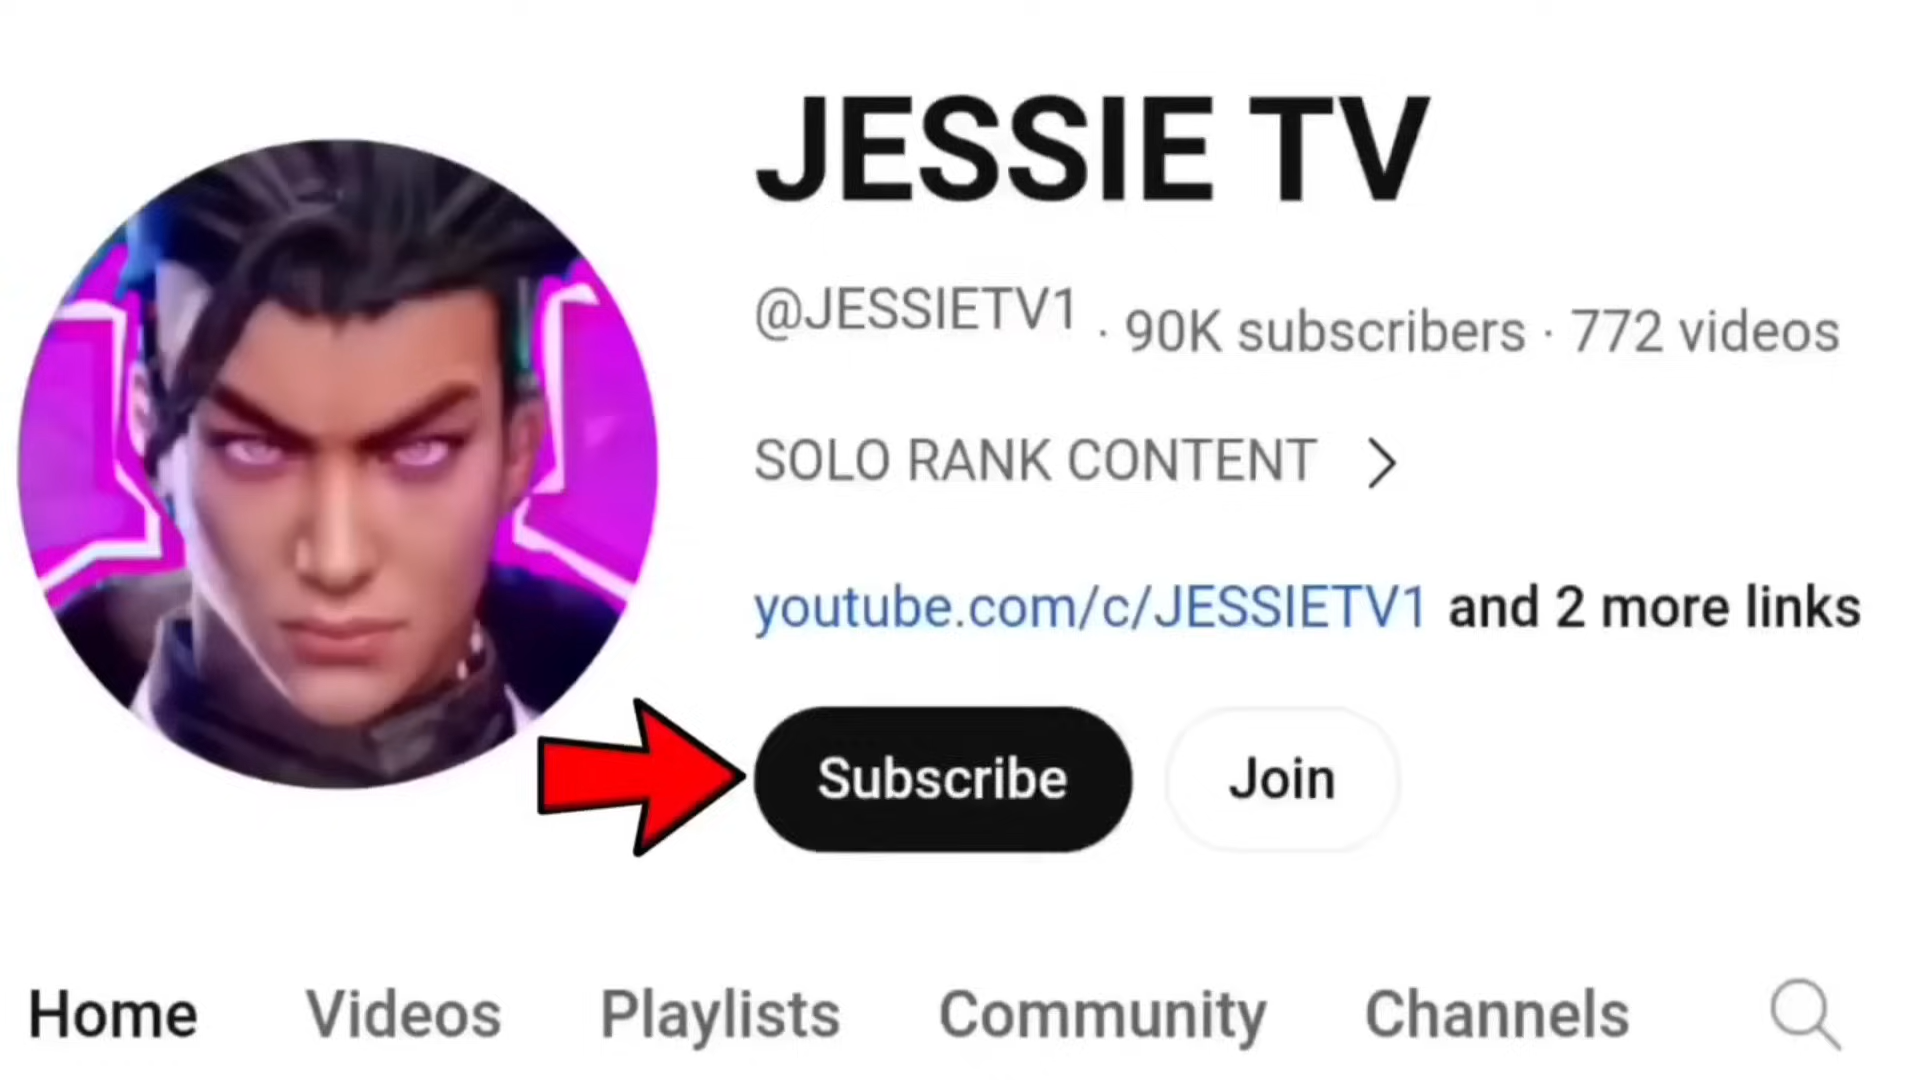 JESSIE TV
@JESSIETV1 · 90K subscribers · 772 videos
SOLO RANK CONTENT >
youtube.com/c/JESSIETV1 and 2 more links
Subscribe Join
Home Videos Playlists Community Channels